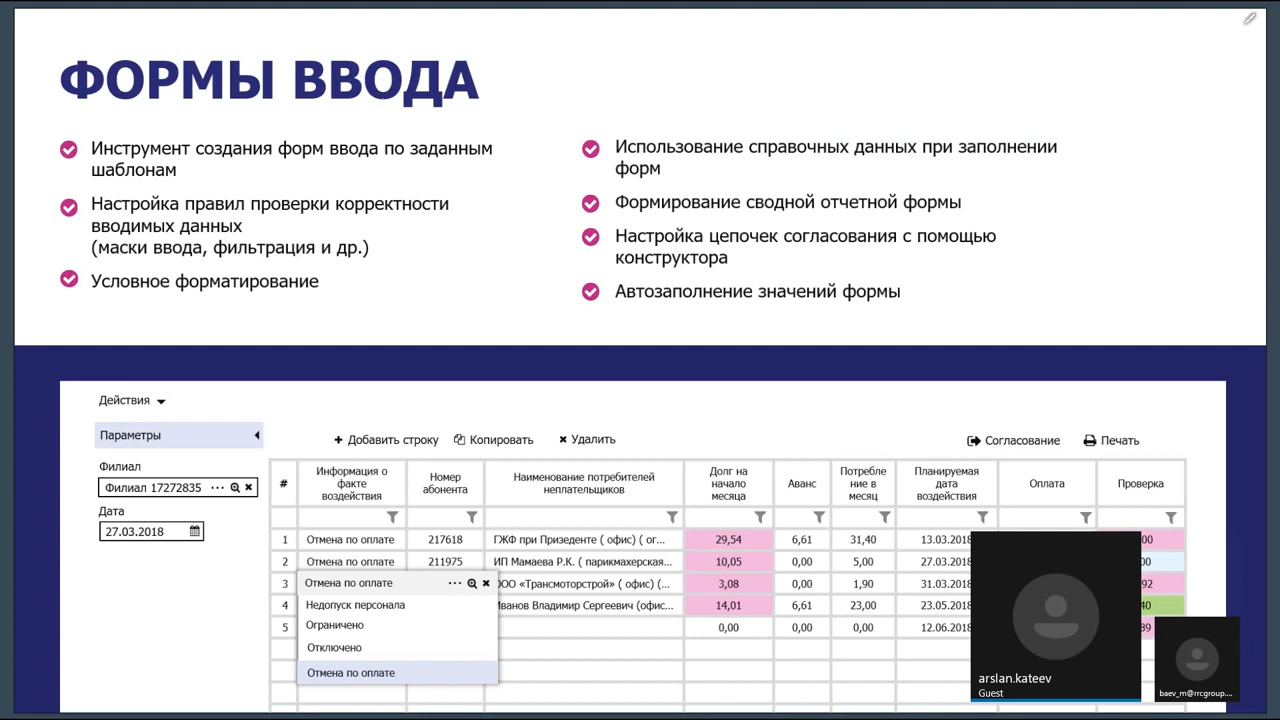 ФОРМЫ ВВОДА
Инструмент создания форм ввода по заданным
шаблонам
Настройка правил проверки корректности
вводимых данных
(маски ввода, фильтрация и др.)
Условное форматирование
Использование справочных данных при заполнении
форм
Формирование сводной отчетной формы
Настройка цепочек согласования с помощью
конструктора
Автозаполнение значений формы
Действия
Параметры
Филиал
Филиал 17272835
Дата
27.03.2018
Добавить строку Копировать Удалить Согласование Печать
# Информация о факте воздействия Номер абонента Наименование потребителей неплательщиков Долг на начало месяца Аванс Потребле ние в месяц Планируемая дата воздействия Оплата Проверка
1 Отмена по оплате 217618 ГЖФ при Призеденте ( офис) ( ог... 29,54 6,61 31,40 13.03.2018 00
2 Отмена по оплате 211975 ИП Мамаева Р.К. ( парикмахерская... 10,05 0,00 5,00 27.03.2018 00
3 Отмена по оплате ООО «Трансмоторстрой» ( офис) (... 3,08 0,00 1,90 31.03.2018 92
4 Недопуск персонала Иванов Владимир Сергеевич (офис... 14,01 6,61 23,00 23.05.2018 40
5 Ограничено 0,00 0,00 0,00 12.06.2018 39
Отключено
Отмена по оплате
arslan.kateev
Guest
baev_m@rrcgroup....